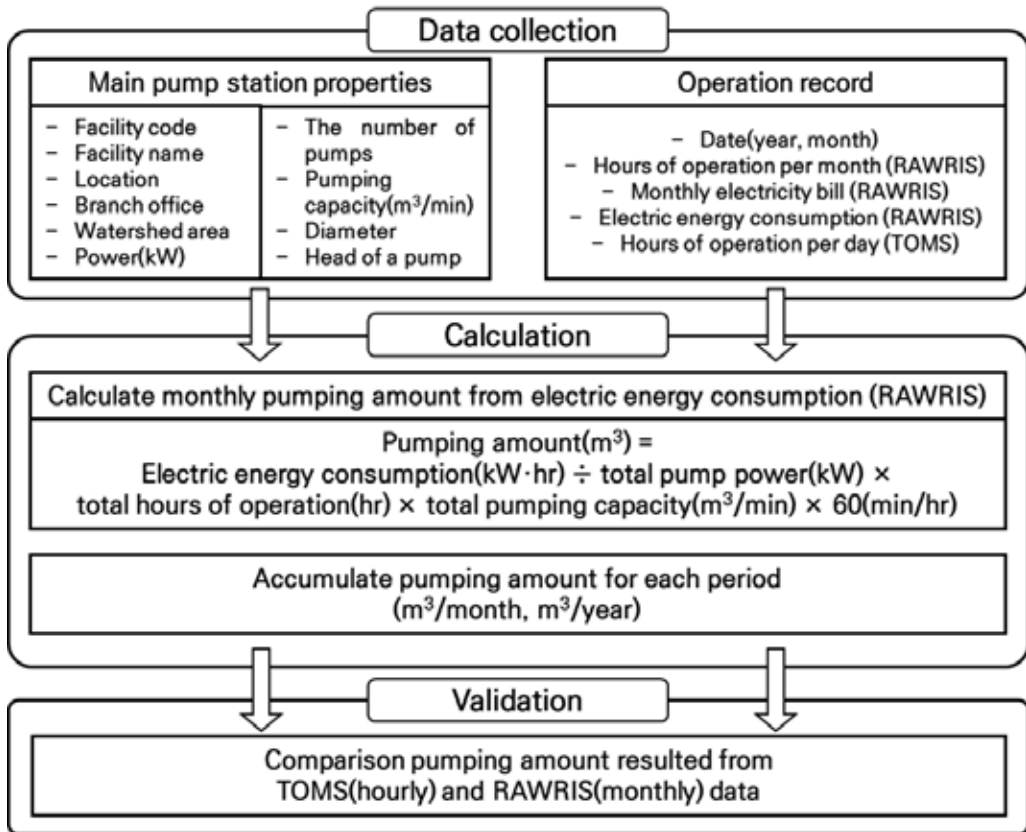 Data collection
Main pump station properties
- Facility code
- Facility name
- Location
- Branch office
- Watershed area
- Power(kW)
- The number of
pumps
- Pumping
capacity(m³/min)
- Diameter
- Head of a pump
Operation record
- Date(year, month)
- Hours of operation per month (RAWRIS)
- Monthly electricity bill (RAWRIS)
- Electric energy consumption (RAWRIS)
- Hours of operation per day (TOMS)
Calculation
Calculate monthly pumping amount from electric energy consumption (RAWRIS)
Pumping amount(m³) =
Electric energy consumption(kW·hr) ÷ total pump power(kW) ×
total hours of operation(hr) × total pumping capacity(m³/min) × 60(min/hr)
Accumulate pumping amount for each period
(m³/month, m³/year)
Validation
Comparison pumping amount resulted from
TOMS(hourly) and RAWRIS(monthly) data